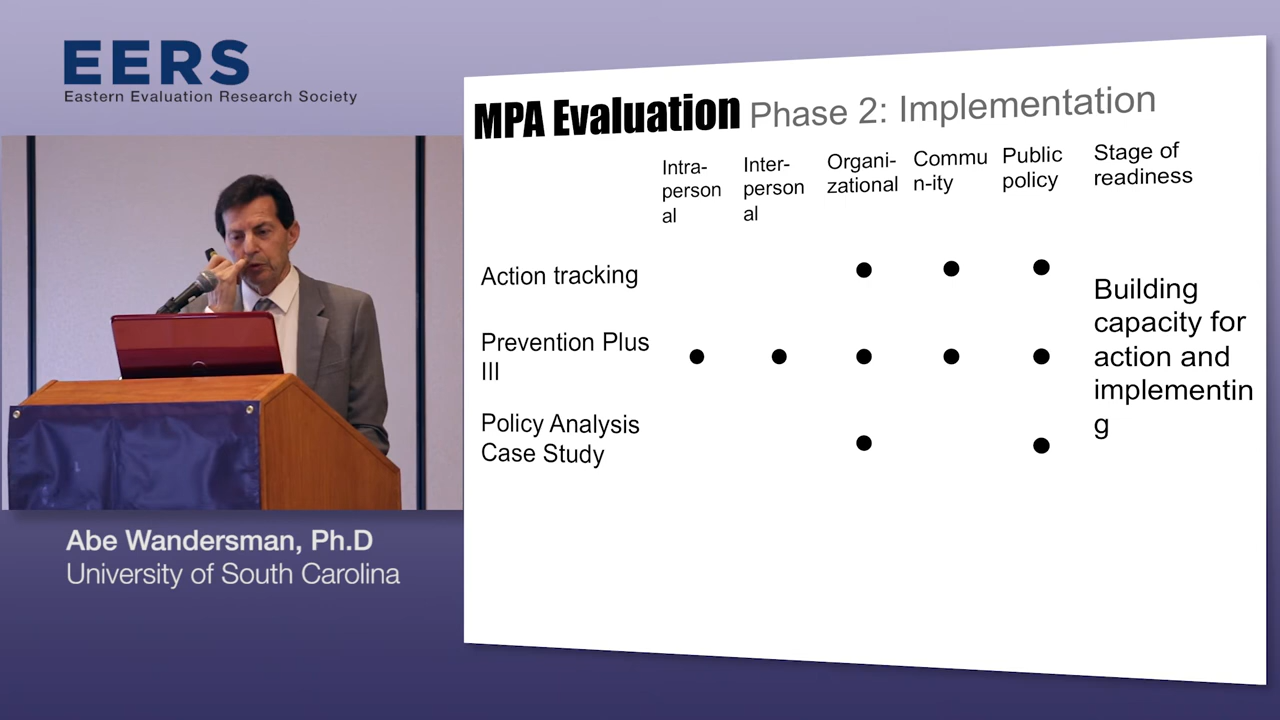 EERS
Eastern Evaluation Research Society
MPA Evaluation Phase 2: Implementation
Intra-
person
al
Inter-
person
al
Organi-
zational
Commu
n-ity
Public
policy
Stage of
readiness
Action tracking
Prevention Plus
III
Policy Analysis
Case Study
Building
capacity for
action and
implementin
g
Abe Wandersman, Ph.D
University of South Carolina